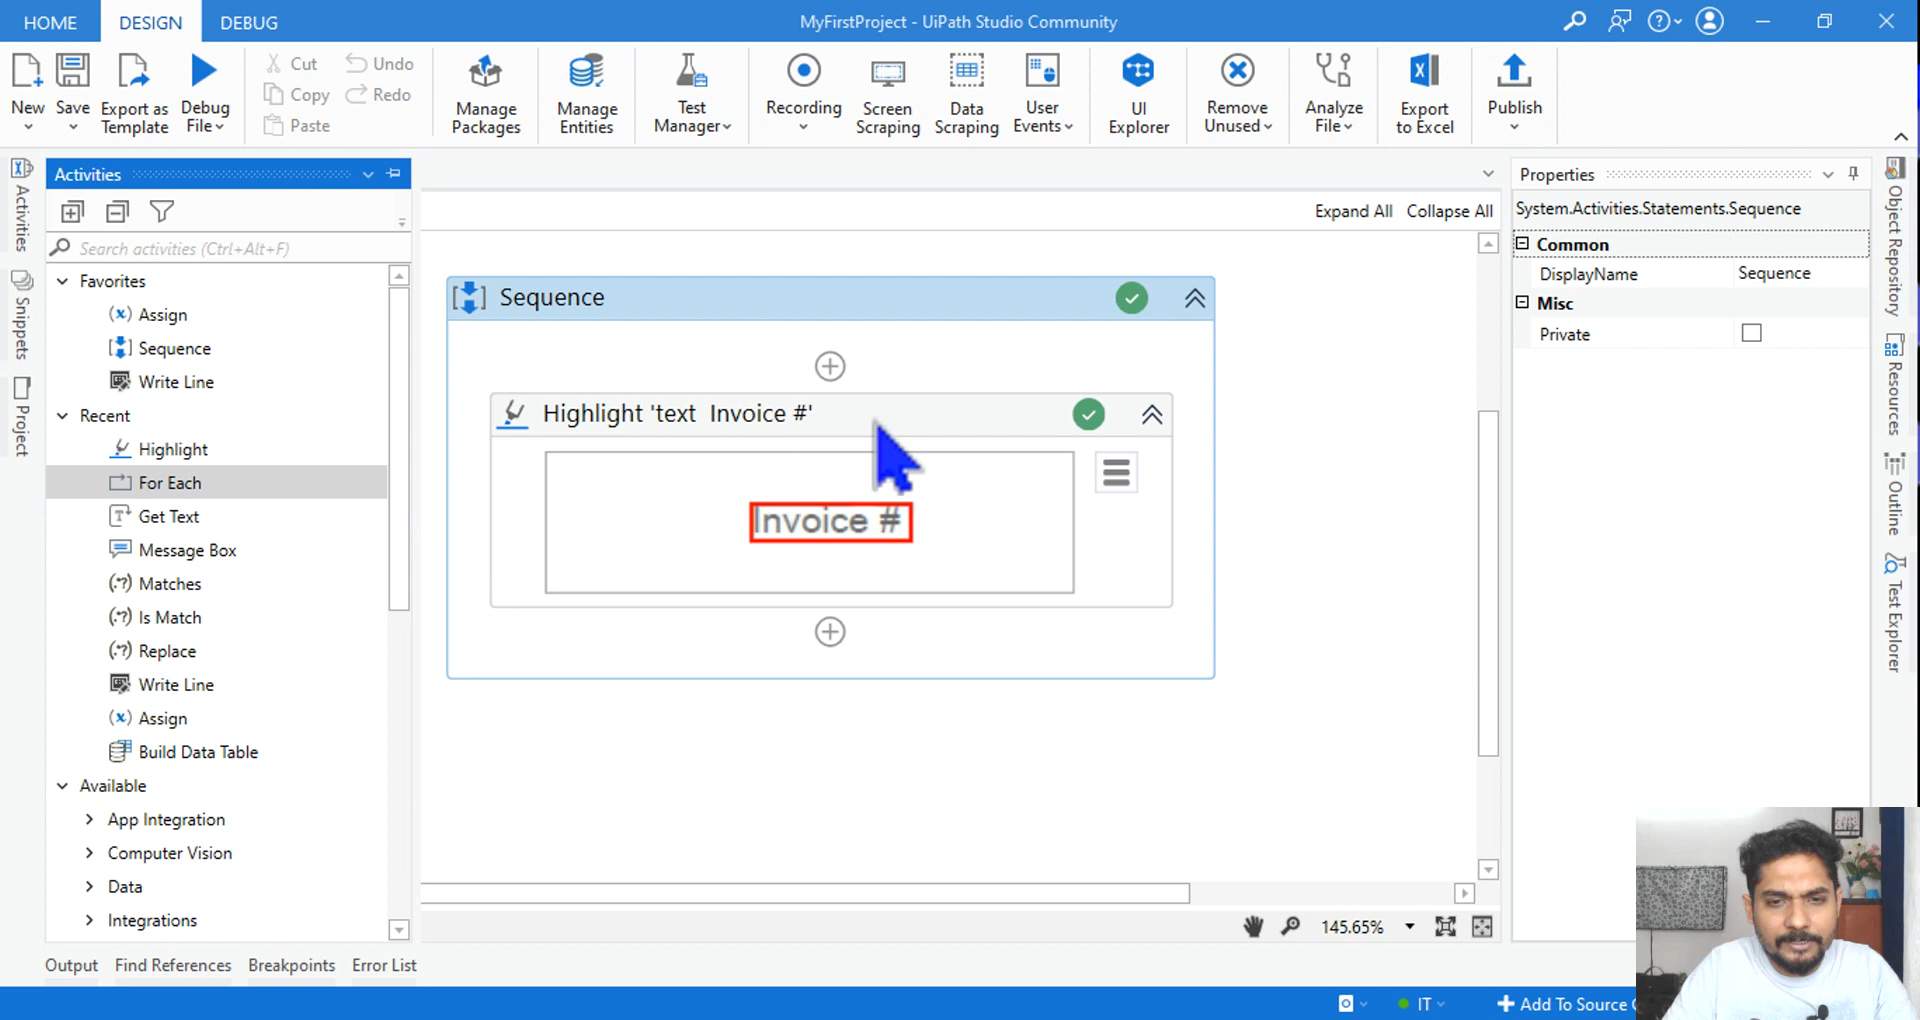 HOME DESIGN DEBUG MyFirstProject - UiPath Studio Community
New Save Export as Template Debug File
Cut Copy Paste Undo Redo
Manage Packages
Manage Entities
Test Manager
Recording
Screen Scraping
Data Scraping
User Events
UI Explorer
Remove Unused
Analyze File
Export to Excel
Publish
Activities
Snippets
Project
Activities
Search activities (Ctrl+Alt+F)
Favorites
Assign
Sequence
Write Line
Recent
Highlight
For Each
Get Text
Message Box
Matches
Is Match
Replace
Write Line
Assign
Build Data Table
Available
App Integration
Computer Vision
Data
Integrations
Expand All Collapse All
Sequence
Highlight 'text Invoice #'
Invoice #
145.65%
Properties
System.Activities.Statements.Sequence
Common
DisplayName Sequence
Misc
Private
Object Repository
Resources
Outline
Test Explorer
Output Find References Breakpoints Error List
IT Add To Source